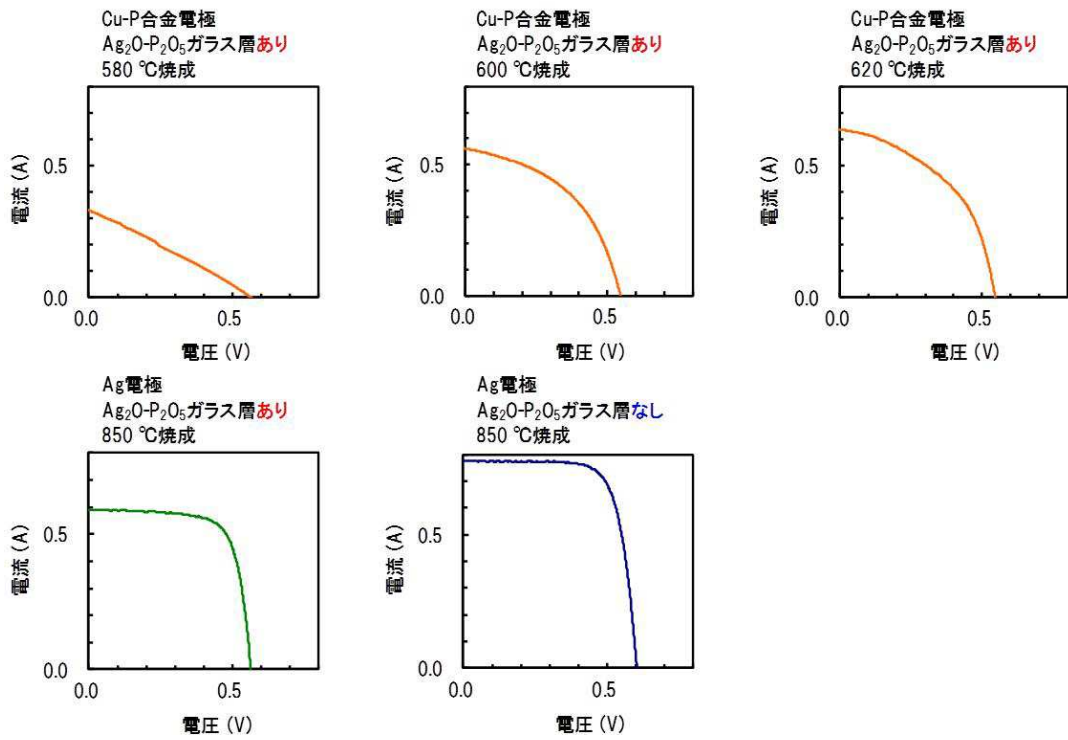 Cu-P合金電極
Ag₂O-P₂O₅ガラス層あり
580 ℃焼成
電流 (A)
0.5
0.0
0.0
0.5
電圧 (V)
Cu-P合金電極
Ag₂O-P₂O₅ガラス層あり
600 ℃焼成
電流 (A)
0.5
0.0
0.0
0.5
電圧 (V)
Cu-P合金電極
Ag₂O-P₂O₅ガラス層あり
620 ℃焼成
電流 (A)
0.5
0.0
0.0
0.5
電圧 (V)
Ag電極
Ag₂O-P₂O₅ガラス層あり
850 ℃焼成
電流 (A)
0.5
0.0
0.0
0.5
電圧 (V)
Ag電極
Ag₂O-P₂O₅ガラス層なし
850 ℃焼成
電流 (A)
0.5
0.0
0.0
0.5
電圧 (V)